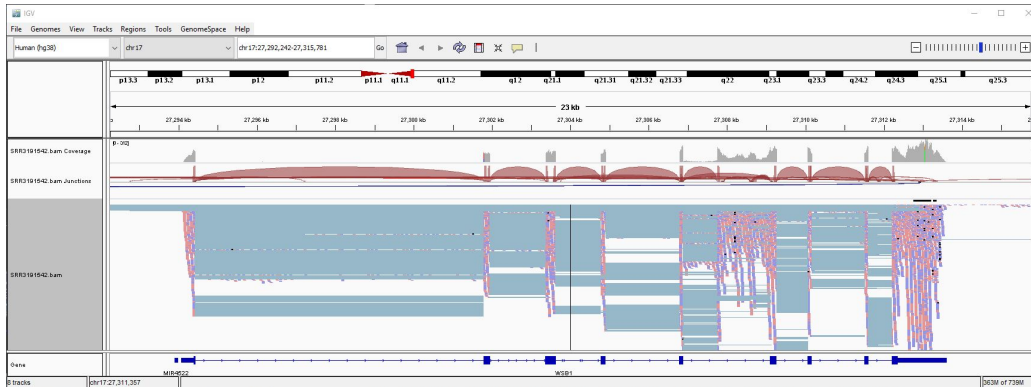 IGV
File Genomes View Tracks Regions Tools GenomeSpace Help
Human (hg38) chr17 chr17:27,292,242-27,315,781 Go
p13.3 p13.2 p13.1 p12 p11.2 p11.1 q11.1 q11.2 q12 q21.1 q21.31 q21.32 q21.33 q22 q23.1 q23.3 q24.2 q24.3 q25.1 q25.3
23 kb
27,294 kb 27,296 kb 27,298 kb 27,300 kb 27,302 kb 27,304 kb 27,306 kb 27,308 kb 27,310 kb 27,312 kb 27,314 kb
SRR3191542.bam Coverage
SRR3191542.bam Junctions
SRR3191542.bam
Gene
MIR4522 WSB1
8 tracks chr17:27,311,357 363M of 739M